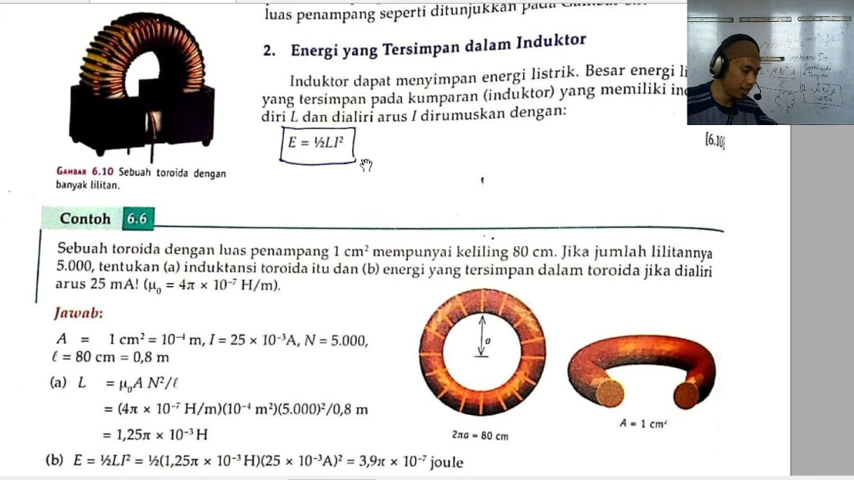 luas penampang seperti ditunjukkan pada
2. Energi yang Tersimpan dalam Induktor
Induktor dapat menyimpan energi listrik. Besar energi
yang tersimpan pada kumparan (induktor) yang memiliki
diri L dan dialiri arus I dirumuskan dengan:
E = ½LI²
[6.10]
GAMBAR 6.10 Sebuah toroida dengan
banyak lilitan.
Contoh 6.6
Sebuah toroida dengan luas penampang 1 cm² mempunyai keliling 80 cm. Jika jumlah lilitannya
5.000, tentukan (a) induktansi toroida itu dan (b) energi yang tersimpan dalam toroida jika dialiri
arus 25 mA! (μ₀ = 4π × 10⁻⁷ H/m).
Jawab:
A = 1 cm² = 10⁻⁴ m, I = 25 × 10⁻³A, N = 5.000,
ℓ = 80 cm = 0,8 m
(a) L = μ₀A N²/ℓ
= (4π × 10⁻⁷ H/m)(10⁻⁴ m²)(5.000)²/0,8 m
= 1,25π × 10⁻³ H
(b) E = ½LI² = ½(1,25π × 10⁻³ H)(25 × 10⁻³A)² = 3,9π × 10⁻⁷ joule
a
2πa = 80 cm
A = 1 cm²